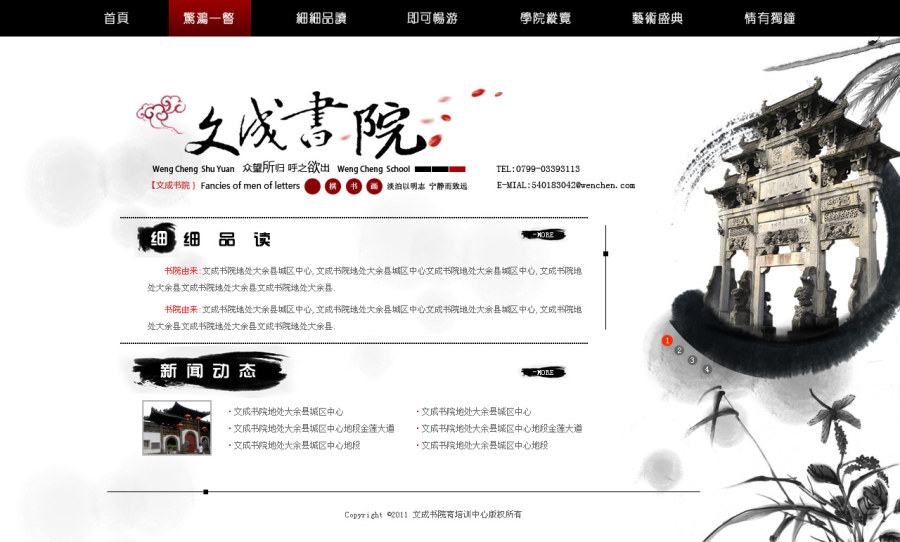 首頁 驚鴻一瞥 細細品讀 即可暢游 學院縱覽 藝術盛典 情有獨鐘
文成書院
Weng Cheng Shu Yuan 众望所归 呼之欲出 Weng Cheng School
TEL:0799-03393113
【文成书院 】 Fancies of men of letters 棋 书 画 淡泊以明志 宁静而致远
E-MIAL:540183042@wenchen.com
细细品读
-MORE
书院由来:文成书院地处大余县城区中心,文成书院地处大余县城区中心文成书院地处大余县城区中心,文成书院地
处大余县文成书院地处大余县文成书院地处大余县.
书院由来:文成书院地处大余县城区中心,文成书院地处大余县城区中心文成书院地处大余县城区中心,文成书院地
处大余县文成书院地处大余县文成书院地处大余县.
1
2
3
4
新闻动态
-MORE
· 文成书院地处大余县城区中心
· 文成书院地处大余县城区中心地段金莲大道
· 文成书院地处大余县城区中心地段
· 文成书院地处大余县城区中心
· 文成书院地处大余县城区中心地段金莲大道
· 文成书院地处大余县城区中心地段
Copyright ©2011 文成书院育培训中心版权所有